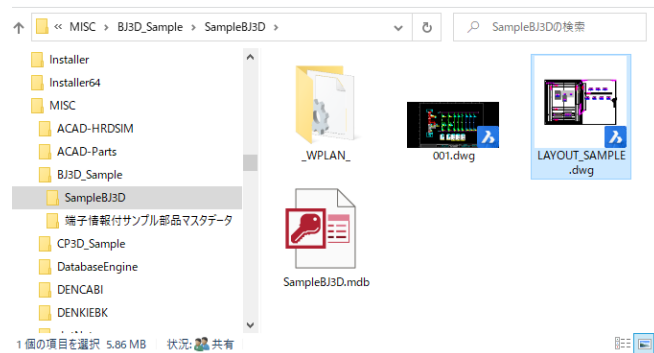 « MISC > BJ3D_Sample > SampleBJ3D >
SampleBJ3Dの検索
Installer
Installer64
MISC
ACAD-HRDSIM
ACAD-Parts
BJ3D_Sample
SampleBJ3D
端子情報付サンプル部品マスタデータ
CP3D_Sample
DatabaseEngine
DENCABI
DENKIEBK
_WPLAN_
001.dwg
LAYOUT_SAMPLE
.dwg
SampleBJ3D.mdb
1 個の項目を選択 5.86 MB 状況: 共有